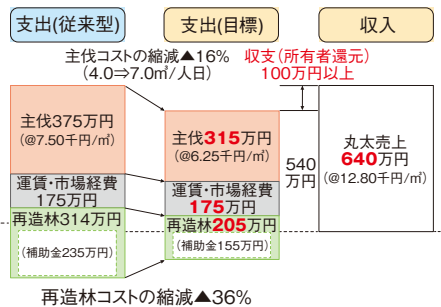 支出(従来型)
支出(目標)
収入
主伐コストの縮減▲16%
(4.0⇒7.0㎥/人日)
収支(所有者還元)
100万円以上
主伐375万円
(@7.50千円/㎥)
運賃・市場経費
175万円
再造林314万円
(補助金235万円)
主伐315万円
(@6.25千円/㎥)
運賃・市場経費
175万円
再造林205万円
(補助金155万円)
540
万円
丸太売上
640万円
(@12.80千円/㎥)
再造林コストの縮減▲36%